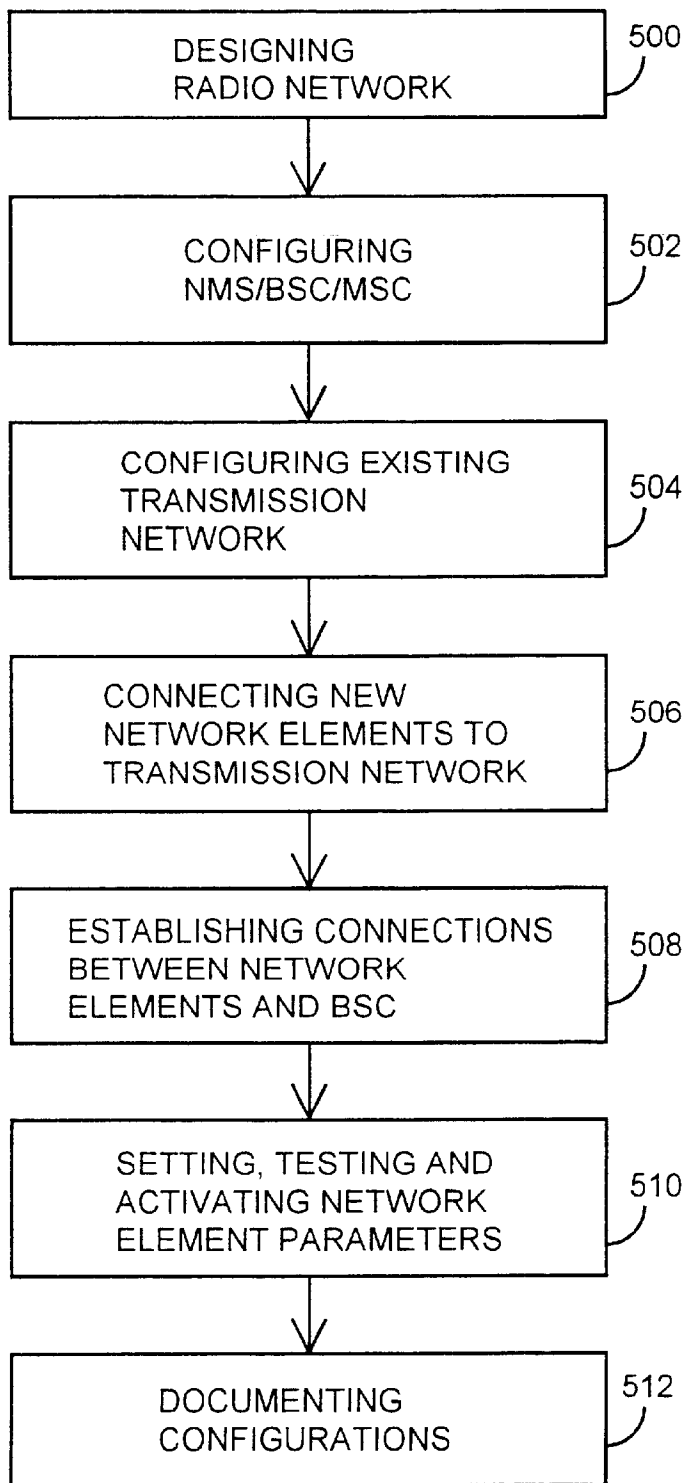 DESIGNING
RADIO NETWORK
500
CONFIGURING
NMS/BSC/MSC
502
CONFIGURING EXISTING
TRANSMISSION
NETWORK
504
CONNECTING NEW
NETWORK ELEMENTS TO
TRANSMISSION NETWORK
506
ESTABLISHING CONNECTIONS
BETWEEN NETWORK
ELEMENTS AND BSC
508
SETTING, TESTING AND
ACTIVATING NETWORK
ELEMENT PARAMETERS
510
DOCUMENTING
CONFIGURATIONS
512